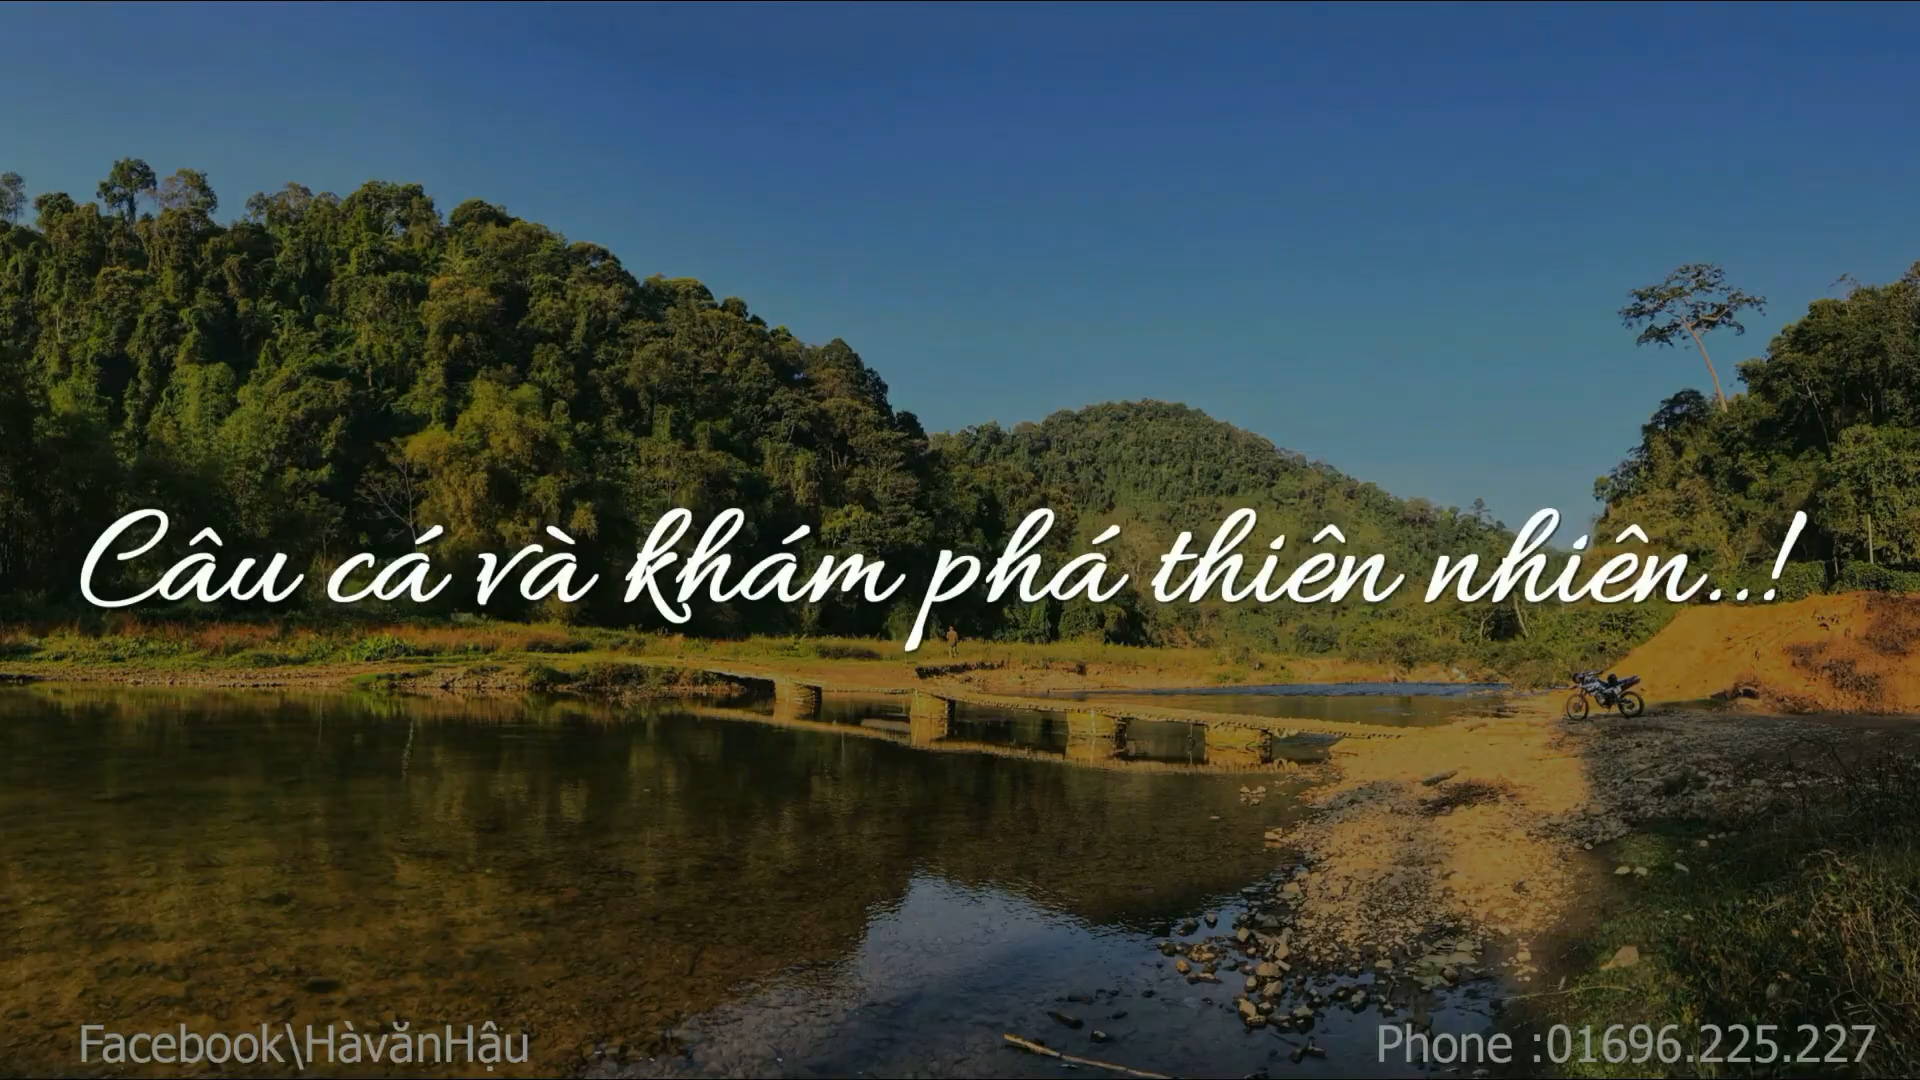 Câu cá và khám phá thiên nhiên...!
Facebook\HàvănHậu
Phone :01696.225.227